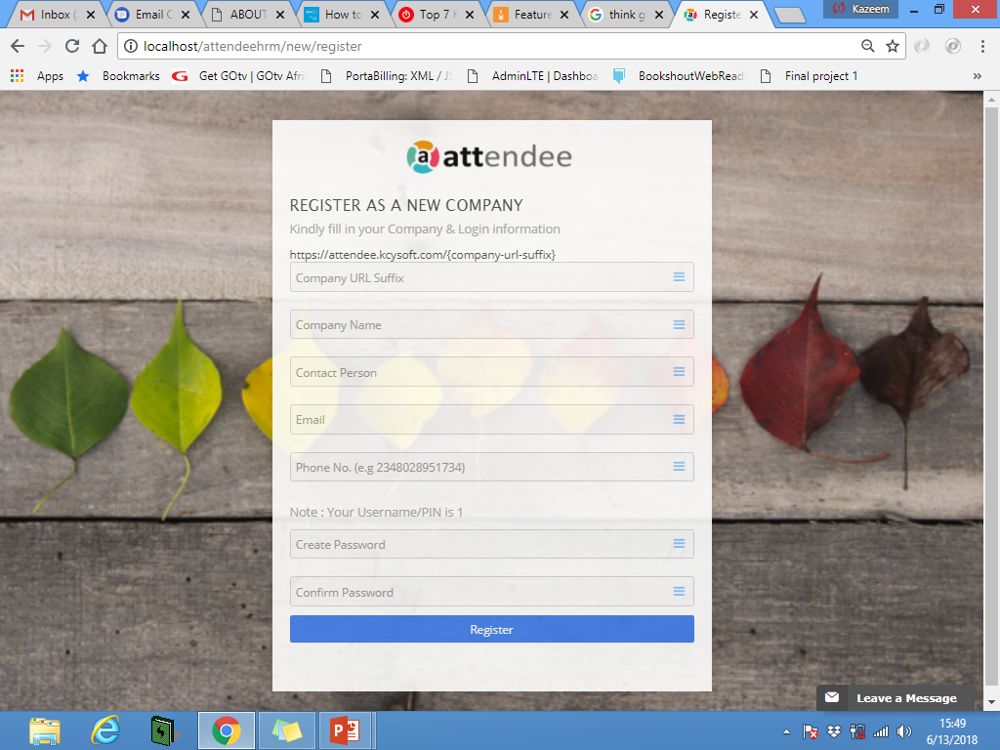 Inbox (
Email C
ABOUT
How to
Top 7
Feature
think g
Registe
Kazeem
localhost/attendeehrm/new/register
Apps
Bookmarks
Get GOtv | GOtv Afri
PortaBilling: XML / JS
AdminLTE | Dashboa
BookshoutWebRead
Final project 1
»
a attendee
REGISTER AS A NEW COMPANY
Kindly fill in your Company & Login information
https://attendee.kcysoft.com/{company-url-suffix}
Company URL Suffix
Company Name
Contact Person
Email
Phone No. (e.g 2348028951734)
Note : Your Username/PIN is 1
Create Password
Confirm Password
Register
Leave a Message
15:49
6/13/2018